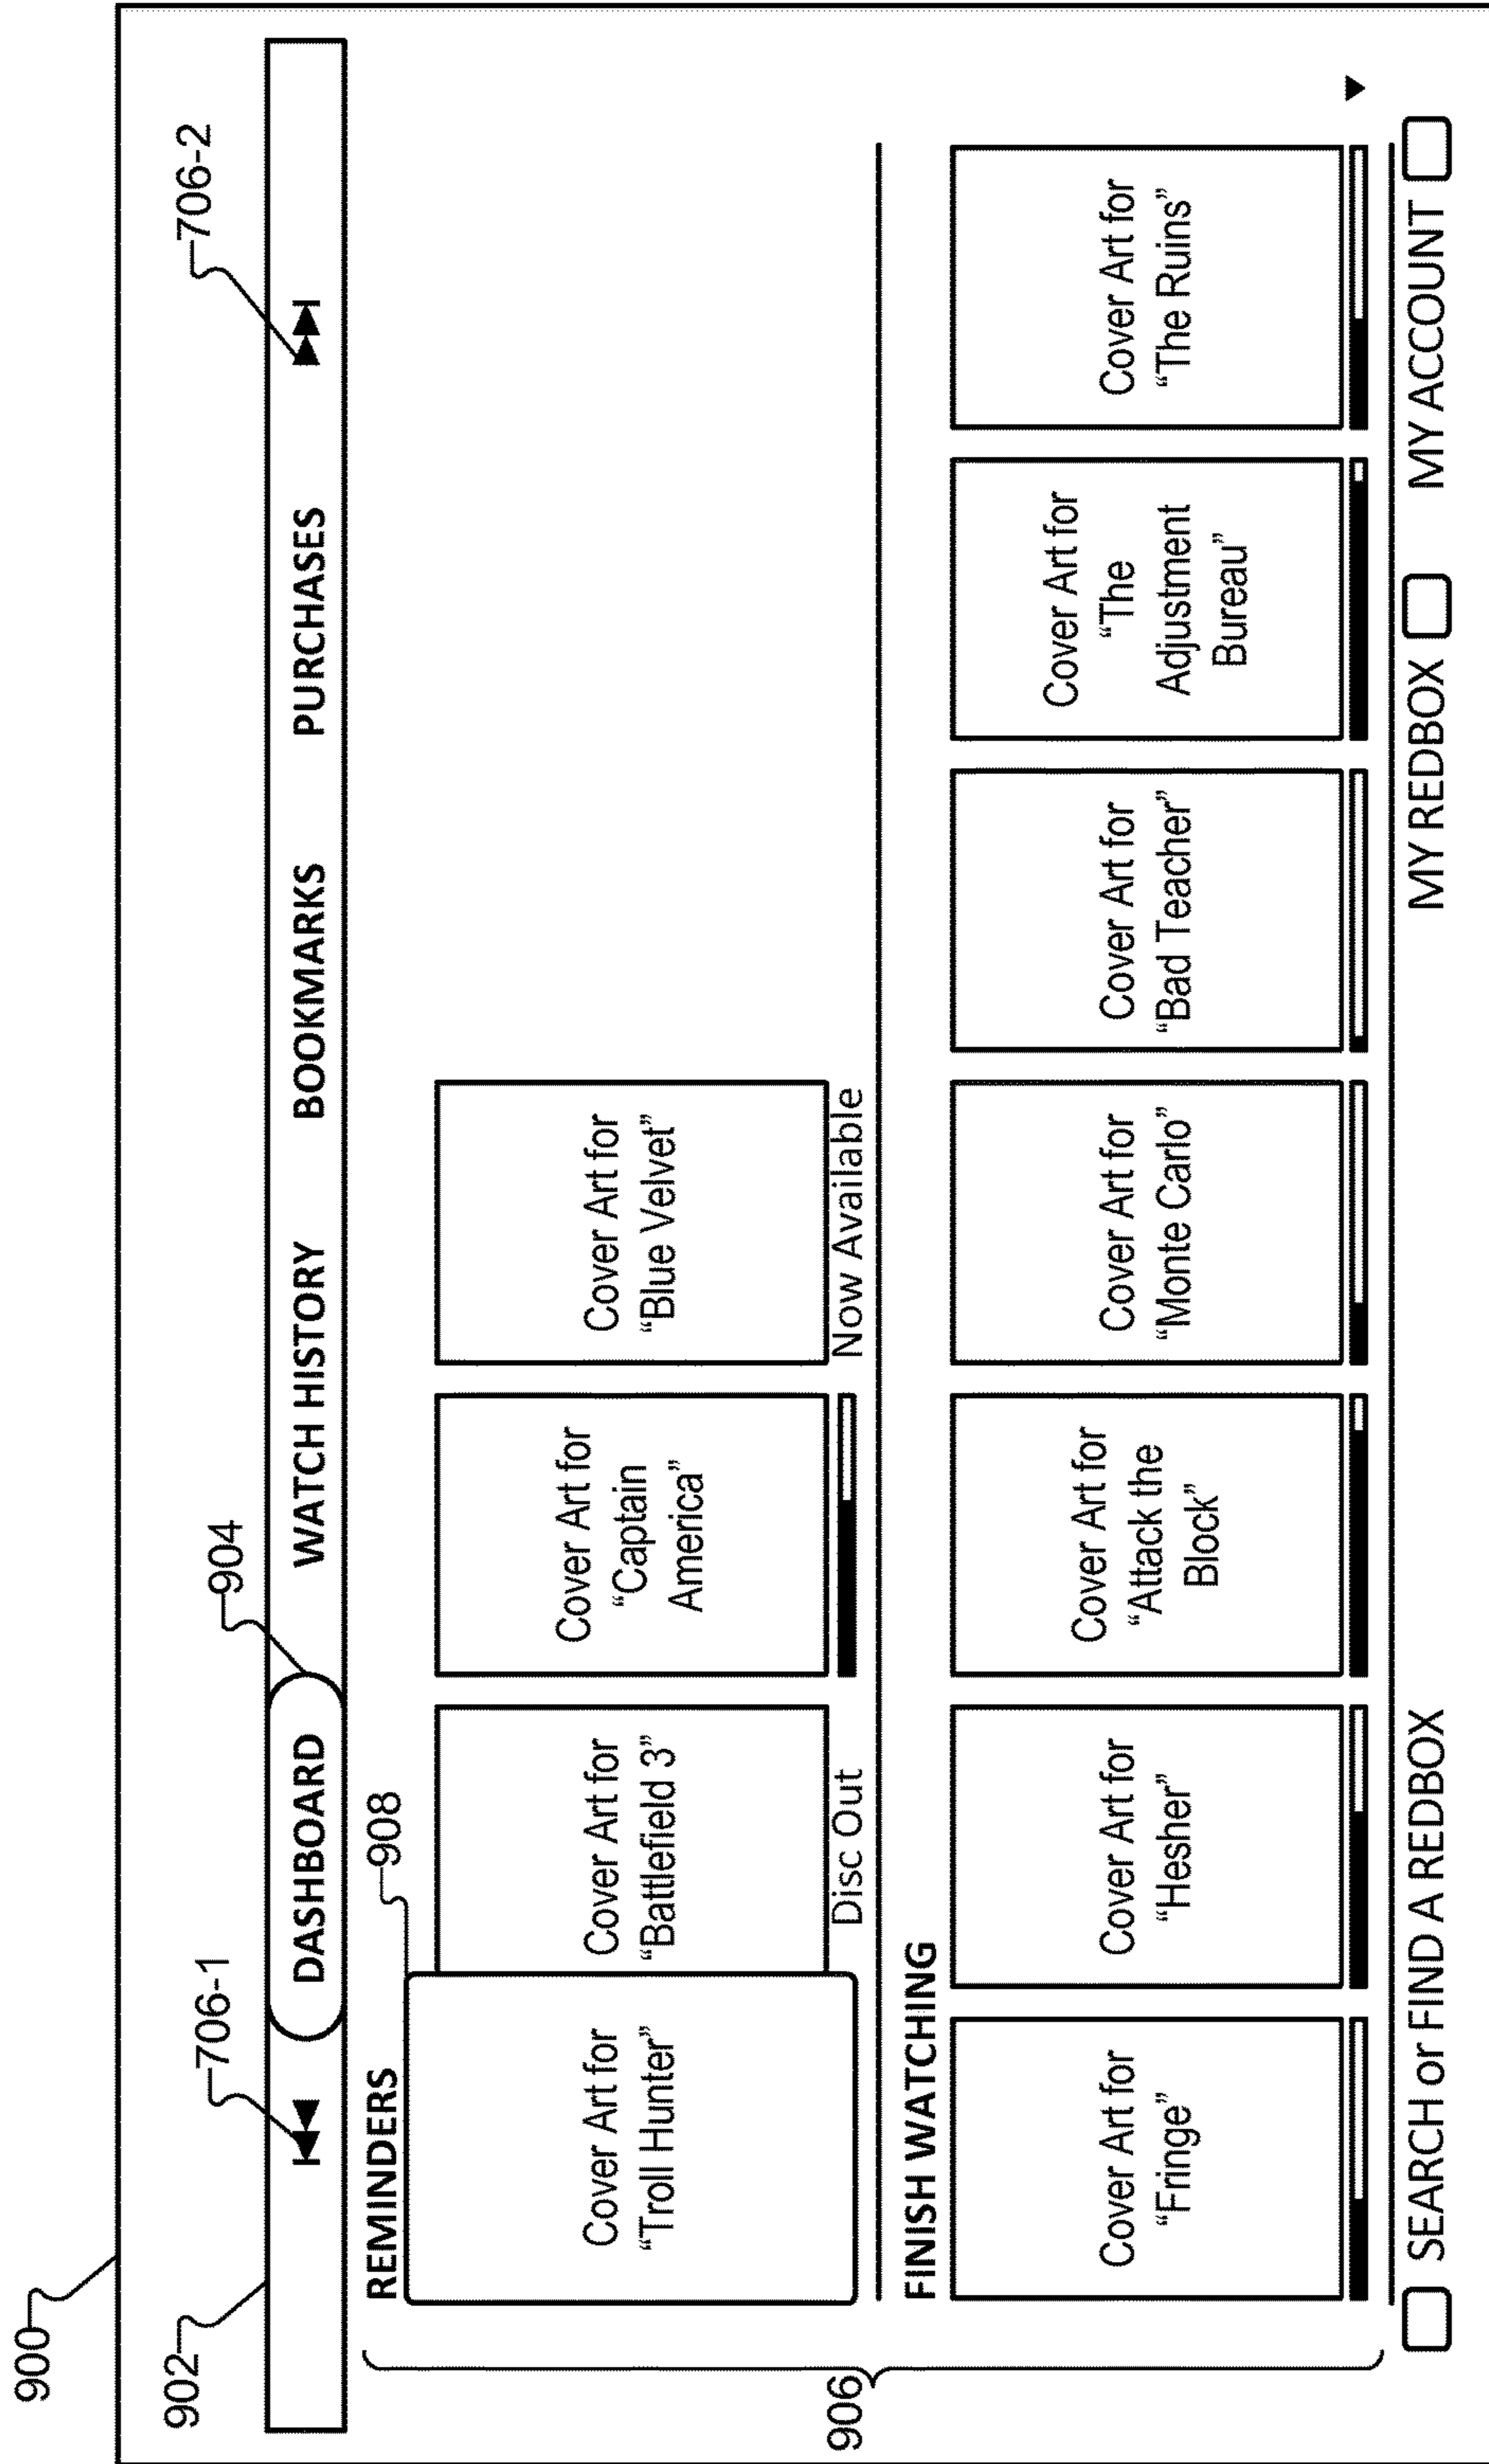 900
902
706-1
904
706-2
DASHBOARD WATCH HISTORY BOOKMARKS PURCHASES
906
REMINDERS
908
Cover Art for
“Troll Hunter”
Cover Art for
“Battlefield 3”
Disc Out
Cover Art for
“Captain
America”
Cover Art for
“Blue Velvet”
Now Available
FINISH WATCHING
Cover Art for
“Fringe”
Cover Art for
“Hesher”
Cover Art for
“Attack the
Block”
Cover Art for
“Monte Carlo”
Cover Art for
“Bad Teacher”
Cover Art for
“The
Adjustment
Bureau”
Cover Art for
“The Ruins”
SEARCH or FIND A REDBOX MY REDBOX MY ACCOUNT